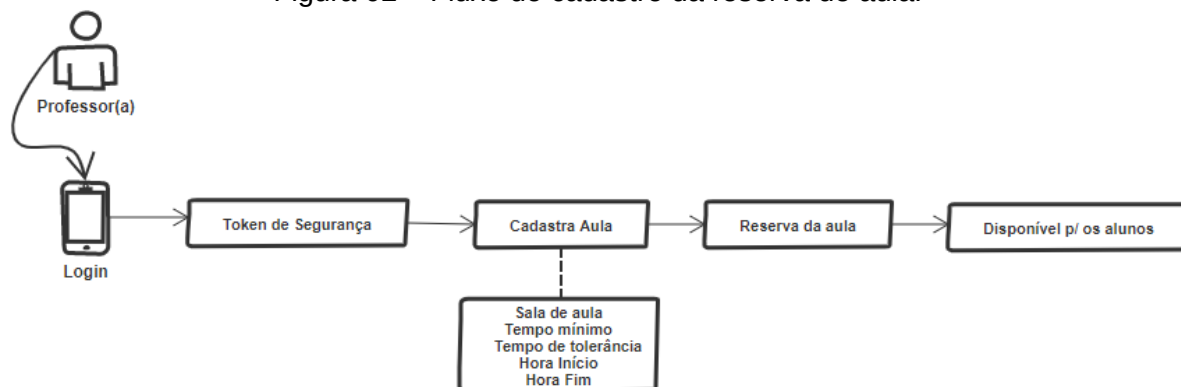 Professor(a)
Login
Token de Segurança
Cadastra Aula
Reserva da aula
Disponível p/ os alunos
Sala de aula
Tempo mínimo
Tempo de tolerância
Hora Início
Hora Fim